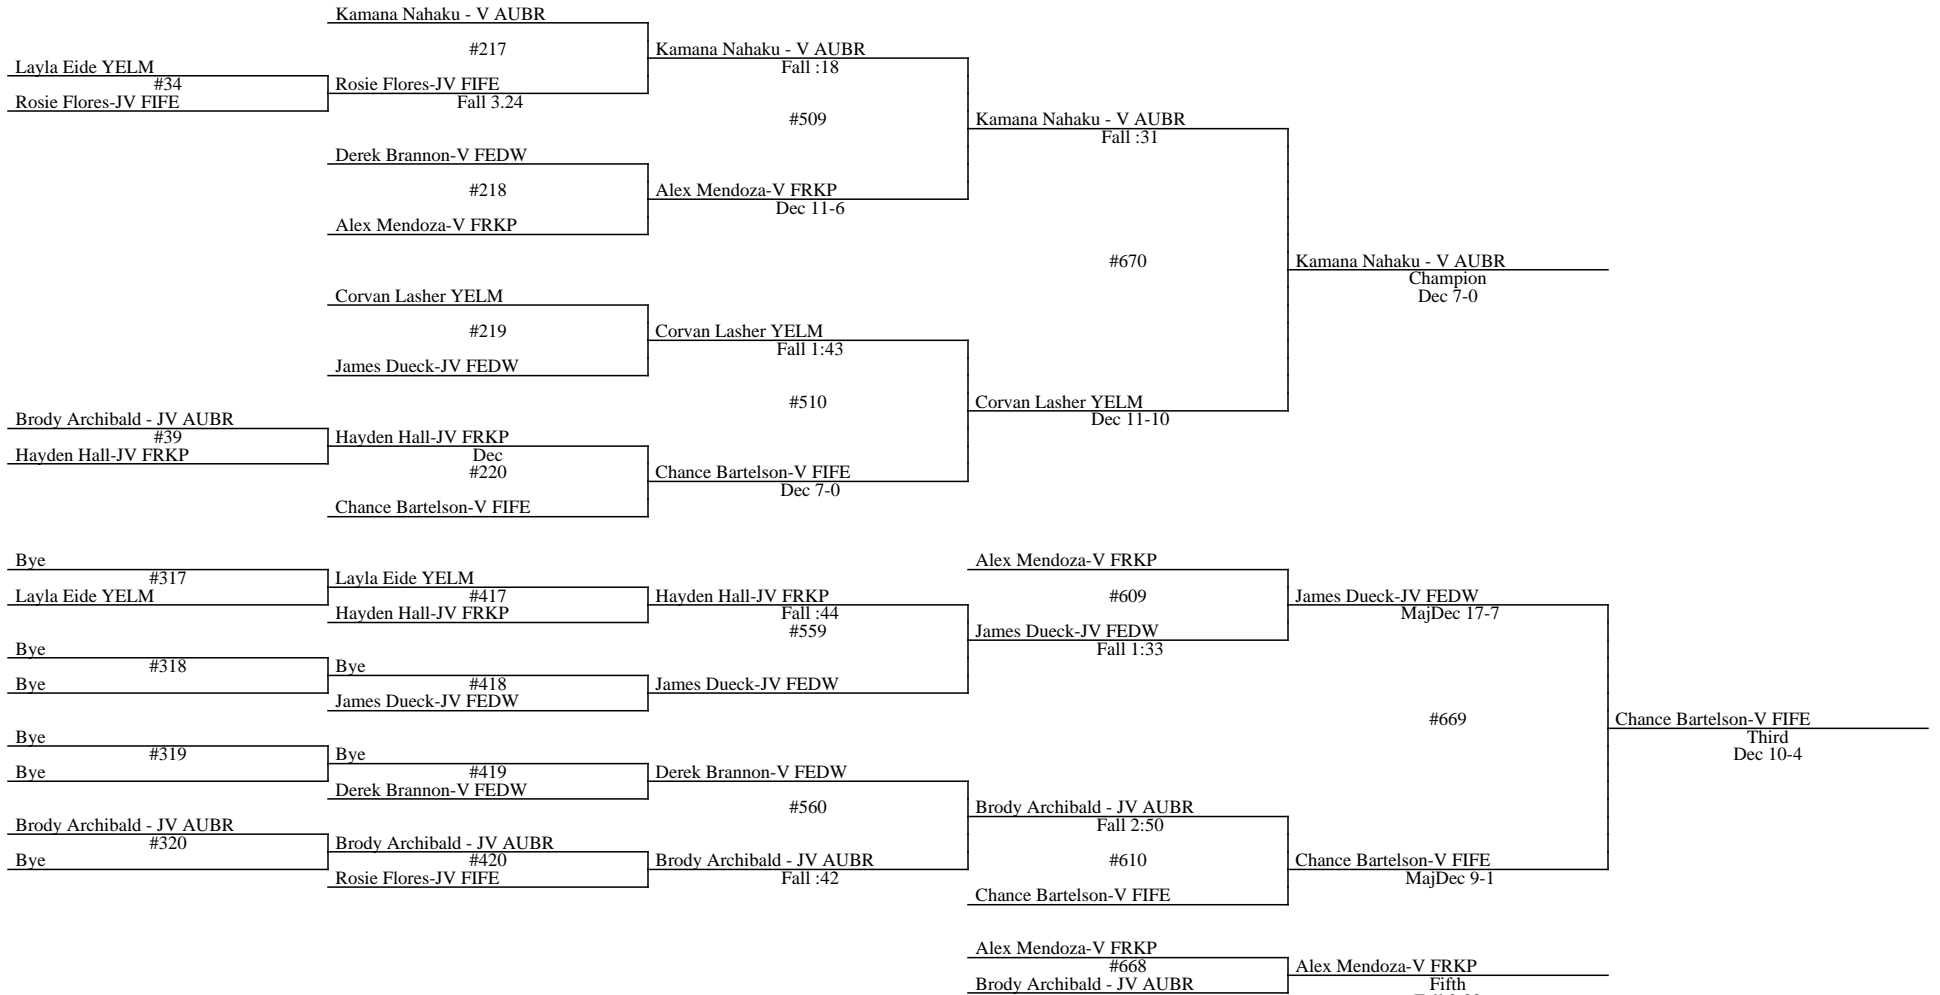 Kamana Nahaku - V AUBR
#217
Kamana Nahaku - V AUBR
Layla Eide YELM
Fall :18
#34
Rosie Flores-JV FIFE
Rosie Flores-JV FIFE
Fall 3.24
#509
Kamana Nahaku - V AUBR
Fall :31
Derek Brannon-V FEDW
#218
Alex Mendoza-V FRKP
Dec 11-6
Alex Mendoza-V FRKP
#670
Kamana Nahaku - V AUBR
Champion
Dec 7-0
Corvan Lasher YELM
#219
Corvan Lasher YELM
Fall 1:43
James Dueck-JV FEDW
#510
Corvan Lasher YELM
Dec 11-10
Brody Archibald - JV AUBR
#39
Hayden Hall-JV FRKP
Hayden Hall-JV FRKP
Dec
#220
Chance Bartelson-V FIFE
Dec 7-0
Chance Bartelson-V FIFE
Bye
#317
Layla Eide YELM
Layla Eide YELM
#417
Hayden Hall-JV FRKP
Hayden Hall-JV FRKP
Fall :44
#559
Alex Mendoza-V FRKP
#609
James Dueck-JV FEDW
MajDec 17-7
James Dueck-JV FEDW
Fall 1:33
Bye
#318
Bye
Bye
#418
James Dueck-JV FEDW
James Dueck-JV FEDW
#669
Chance Bartelson-V FIFE
Third
Dec 10-4
Bye
#319
Bye
Bye
#419
Derek Brannon-V FEDW
Derek Brannon-V FEDW
#560
Brody Archibald - JV AUBR
Fall 2:50
Brody Archibald - JV AUBR
#320
Bye
Brody Archibald - JV AUBR
#420
Rosie Flores-JV FIFE
Brody Archibald - JV AUBR
Fall :42
#610
Chance Bartelson-V FIFE
MajDec 9-1
Chance Bartelson-V FIFE
Alex Mendoza-V FRKP
#668
Brody Archibald - JV AUBR
Alex Mendoza-V FRKP
Fifth